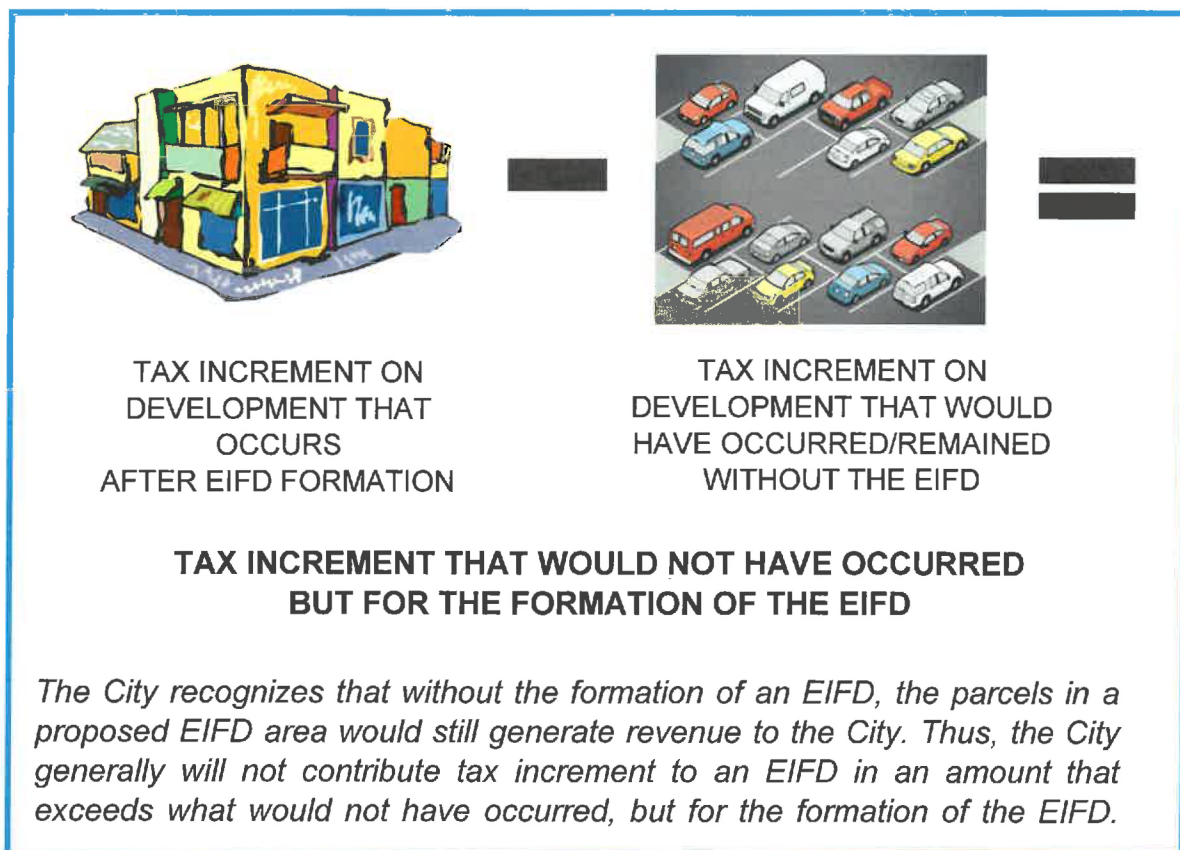 TAX INCREMENT ON
DEVELOPMENT THAT
OCCURS
AFTER EIFD FORMATION
TAX INCREMENT ON
DEVELOPMENT THAT WOULD
HAVE OCCURRED/REMAINED
WITHOUT THE EIFD
TAX INCREMENT THAT WOULD NOT HAVE OCCURRED
BUT FOR THE FORMATION OF THE EIFD
The City recognizes that without the formation of an EIFD, the parcels in a
proposed EIFD area would still generate revenue to the City. Thus, the City
generally will not contribute tax increment to an EIFD in an amount that
exceeds what would not have occurred, but for the formation of the EIFD.